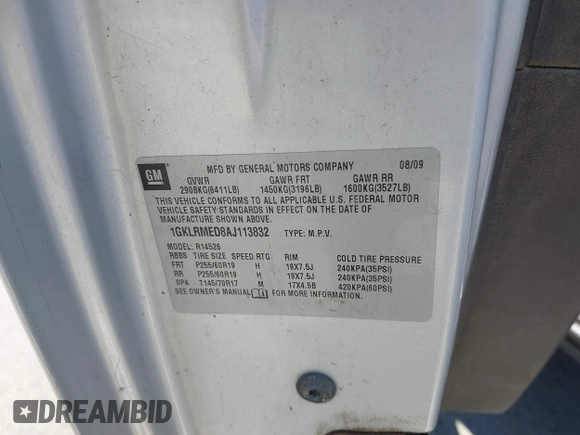 GM
MFD BY GENERAL MOTORS COMPANY 08/09
GVWR GAWR FRT GAWR RR
2908KG(6411LB) 1450KG(3196LB) 1600KG(3527LB)
THIS VEHICLE CONFORMS TO ALL APPLICABLE U.S. FEDERAL MOTOR
VEHICLE SAFETY STANDARDS IN EFFECT ON THE DATE OF
MANUFACTURE SHOWN ABOVE.
1GKLRMED8AJ113832 TYPE: M.P.V.
MODEL: R14526
RBBS TIRE SIZE SPEED RTG RIM COLD TIRE PRESSURE
FRT P255/60R19 H 19X7.5J 240KPA(35PSI)
RR P255/60R19 H 19X7.5J 240KPA(35PSI)
SPA T145/70R17 M 17X4.5B 420KPA(60PSI)
SEE OWNER'S MANUAL FOR MORE INFORMATION.
DREAMBID